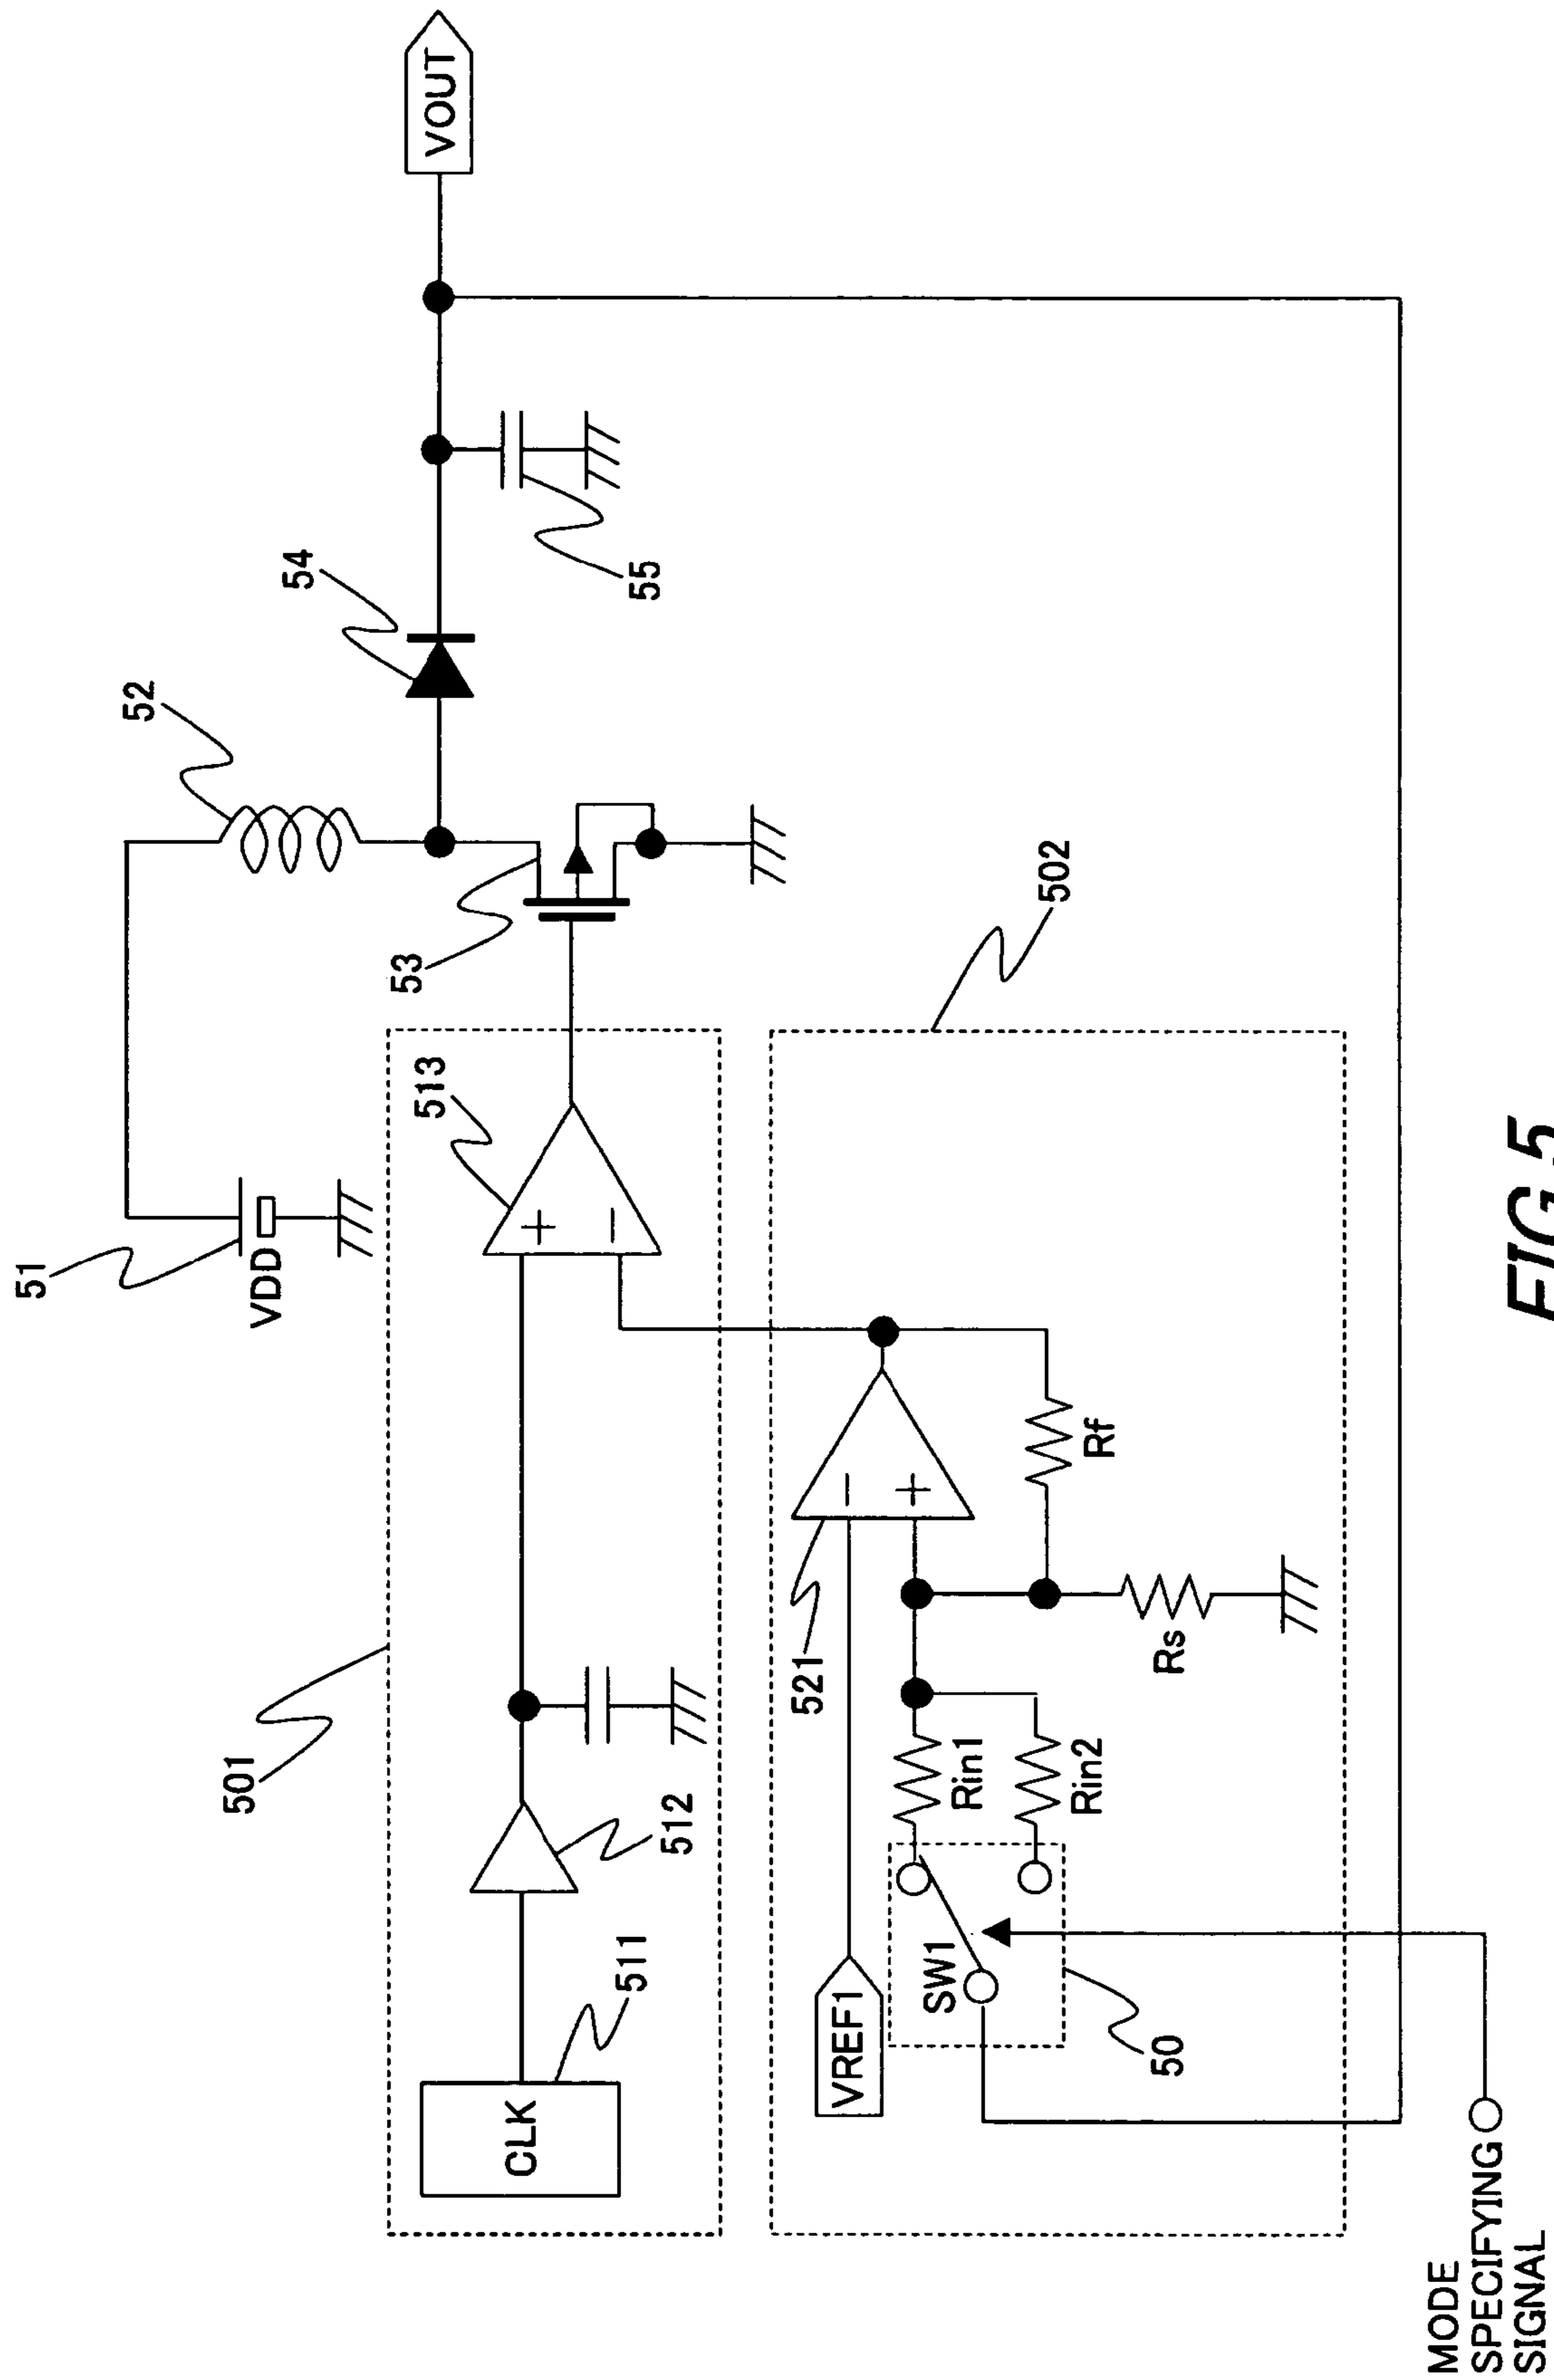 51
VDD
52
54
VOUT
53
55
501
513
CLK
511
512
+
−
502
VREF1
521
−
+
SW1
50
Rin1
Rin2
Rs
Rf
MODE
SPECIFYING
SIGNAL
FIG.5